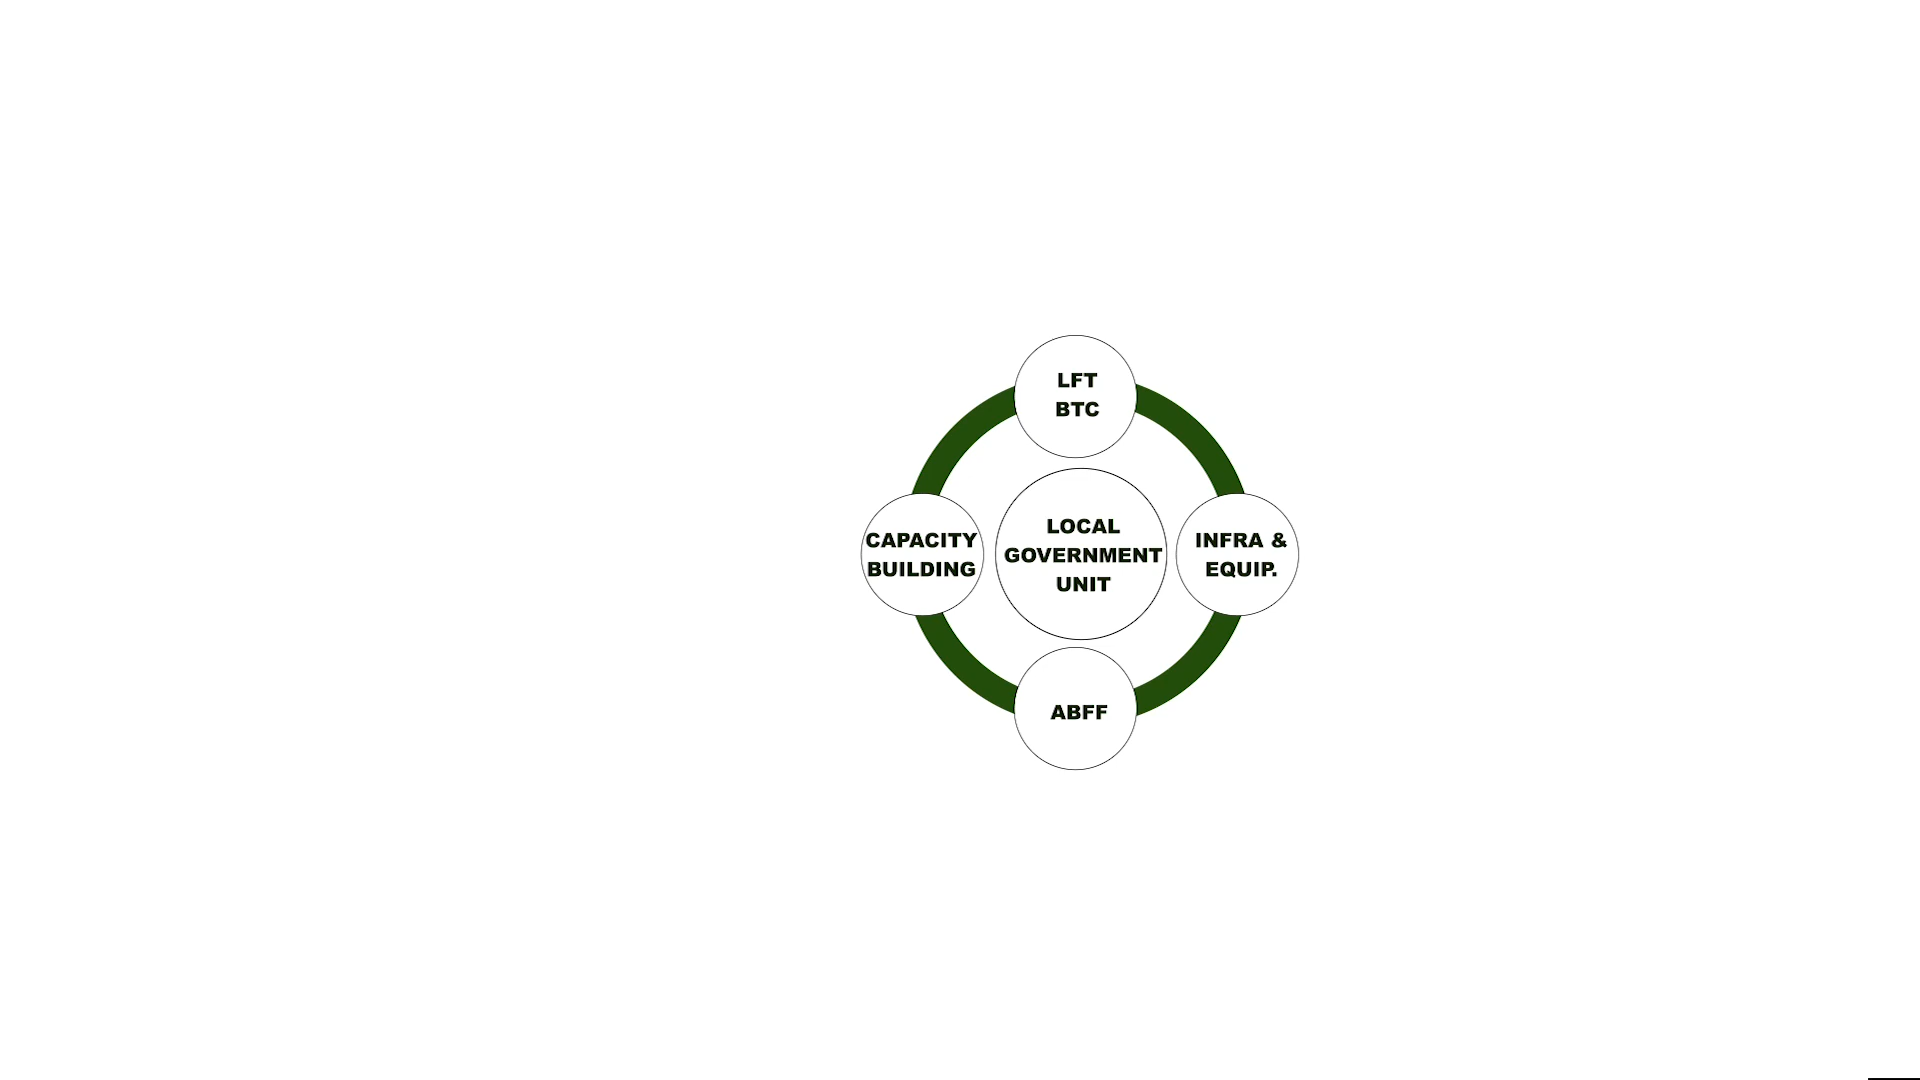 LFT
BTC
CAPACITY
BUILDING
LOCAL
GOVERNMENT
UNIT
INFRA &
EQUIP.
ABFF